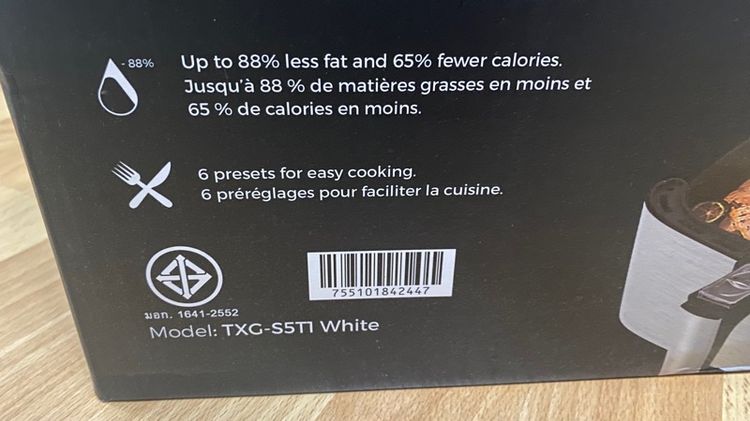 - 88%
Up to 88% less fat and 65% fewer calories.
Jusqu'à 88 % de matières grasses en moins et
65 % de calories en moins.
6 presets for easy cooking.
6 préréglages pour faciliter la cuisine.
755101842447
มอก. 1641-2552
Model: TXG-S5T1 White